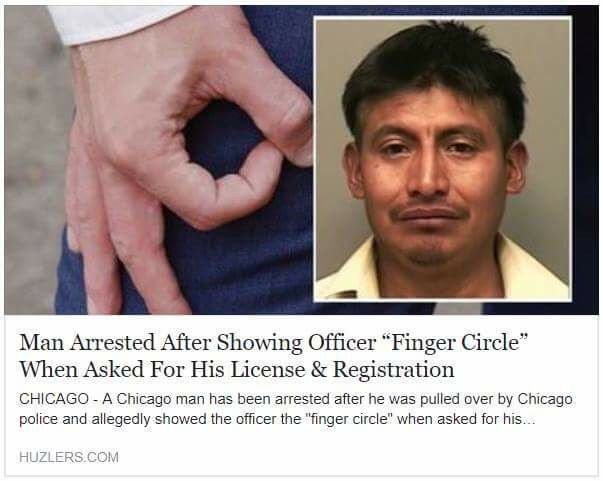 Man Arrested After Showing Officer “Finger Circle”
When Asked For His License & Registration
CHICAGO - A Chicago man has been arrested after he was pulled over by Chicago
police and allegedly showed the officer the "finger circle" when asked for his...
HUZLERS.COM